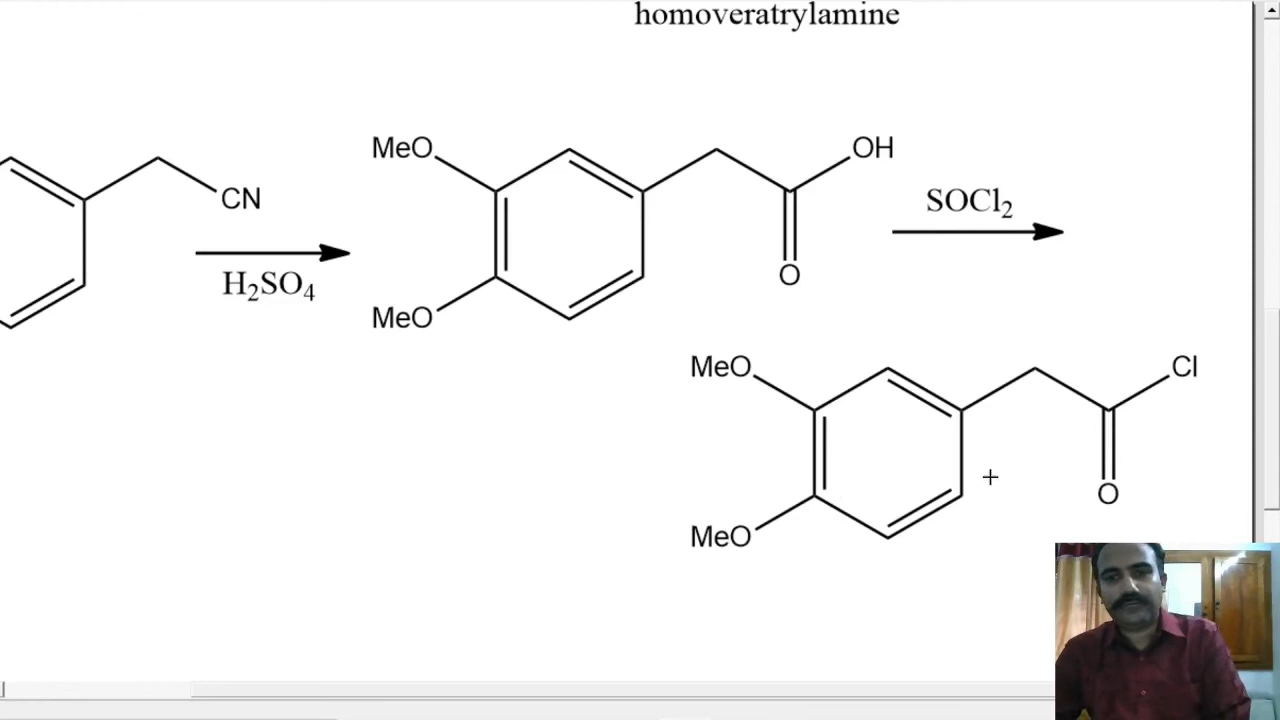 homoveratrylamine
MeO
OH
CN
SOCl₂
H₂SO₄
O
MeO
MeO
Cl
+
O
MeO